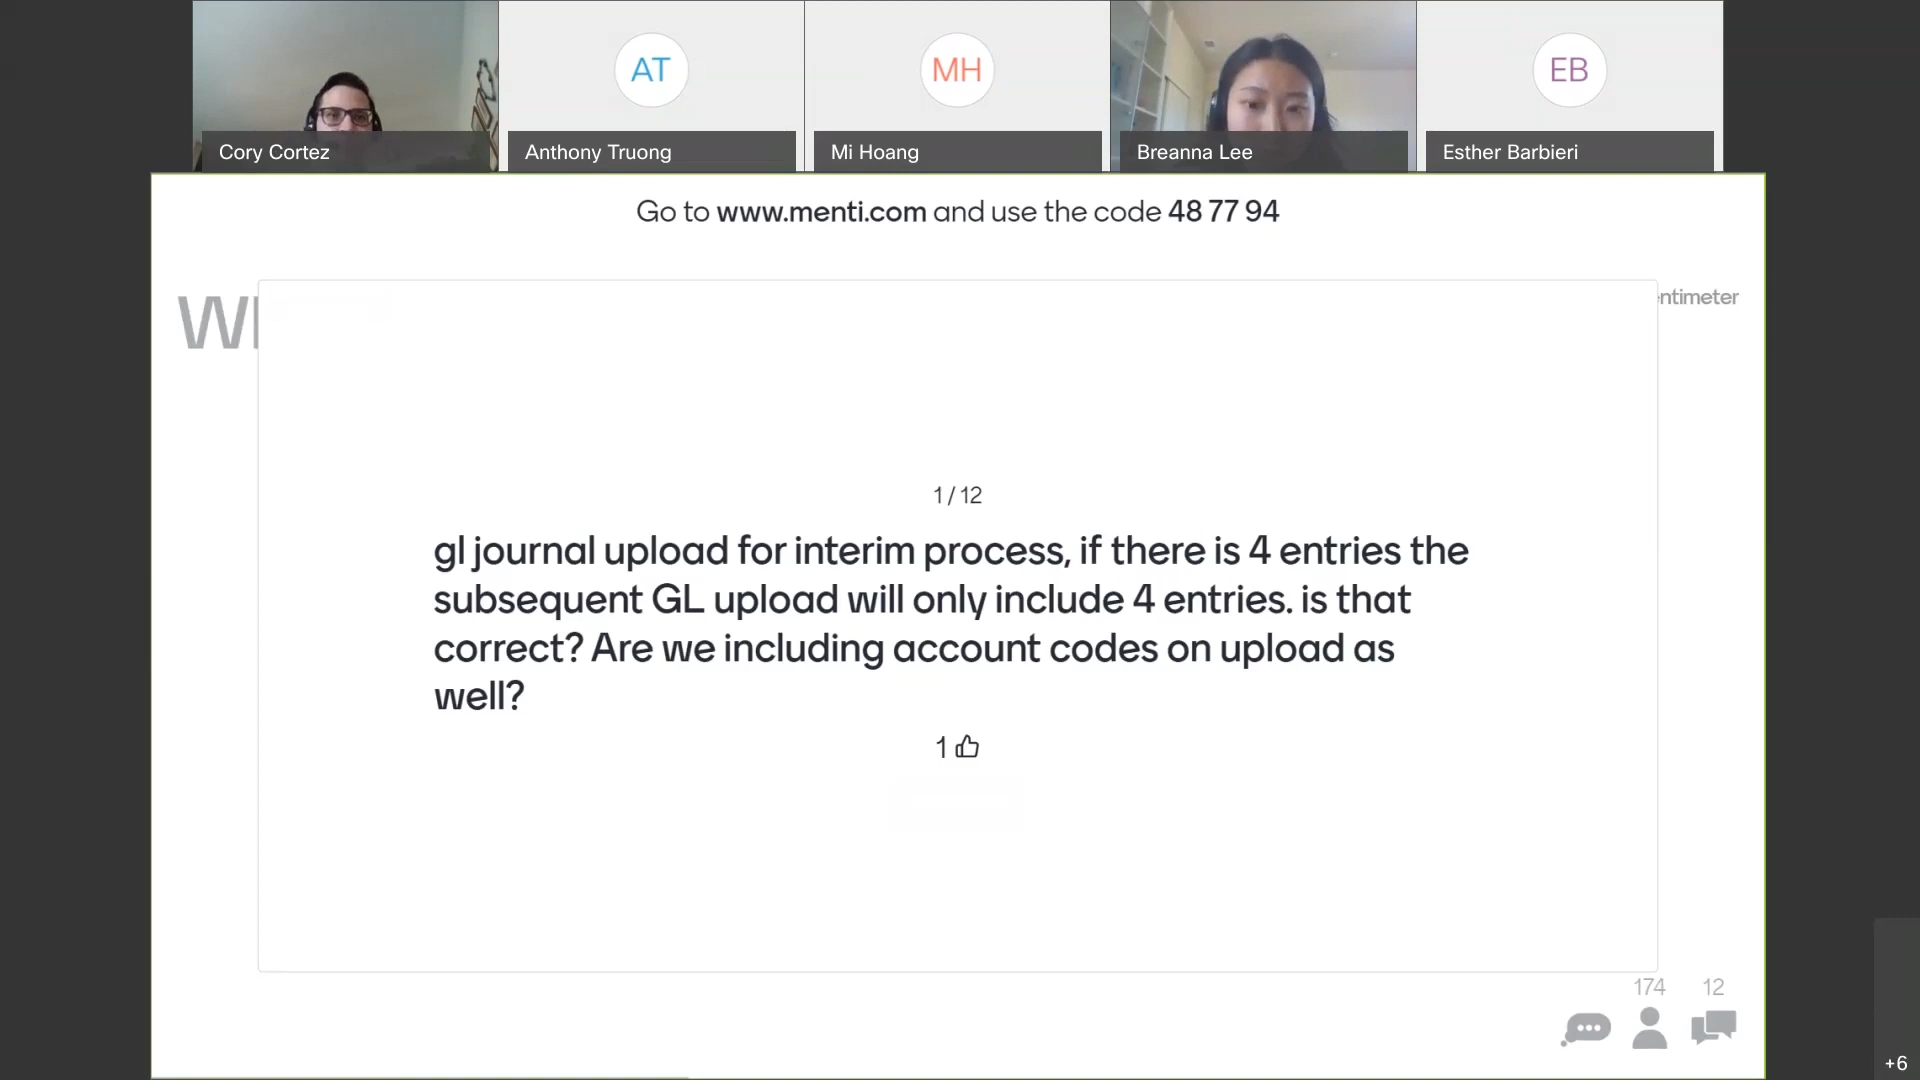 AT
MH
EB
Cory Cortez
Anthony Truong
Mi Hoang
Breanna Lee
Esther Barbieri
Go to www.menti.com and use the code 48 77 94
1 / 12
gl journal upload for interim process, if there is 4 entries the
subsequent GL upload will only include 4 entries. is that
correct? Are we including account codes on upload as
well?
1
174
12
+6